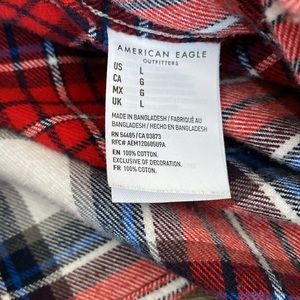 AMERICAN EAGLE
OUTFITTERS
US L
CA G
MX G
UK L
MADE IN BANGLADESH / FABRIQUÉ AU
BANGLADESH / HECHO EN BANGLADESH
RN 54485/CA 03873
RFC# AEM120605U9A
EN 100% COTTON.
EXCLUSIVE OF DECORATION.
FR 100% COTON.